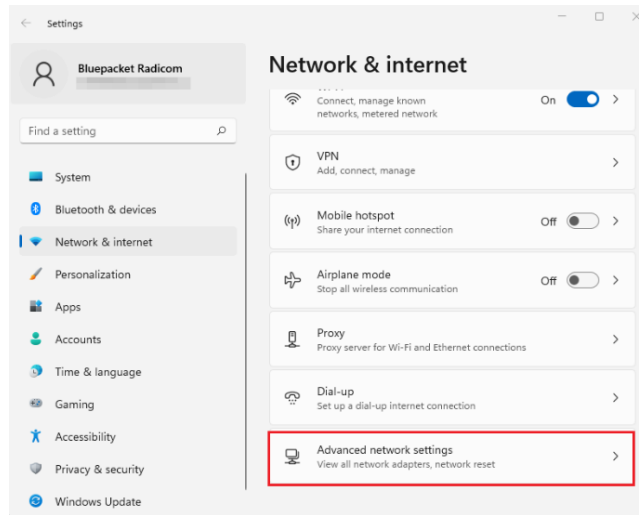 Settings
Bluepacket Radicom
Find a setting
System
Bluetooth & devices
Network & internet
Personalization
Apps
Accounts
Time & language
Gaming
Accessibility
Privacy & security
Windows Update
Network & internet
Connect, manage known
networks, metered network
On
VPN
Add, connect, manage
Mobile hotspot
Share your internet connection
Off
Airplane mode
Stop all wireless communication
Off
Proxy
Proxy server for Wi-Fi and Ethernet connections
Dial-up
Set up a dial-up internet connection
Advanced network settings
View all network adapters, network reset